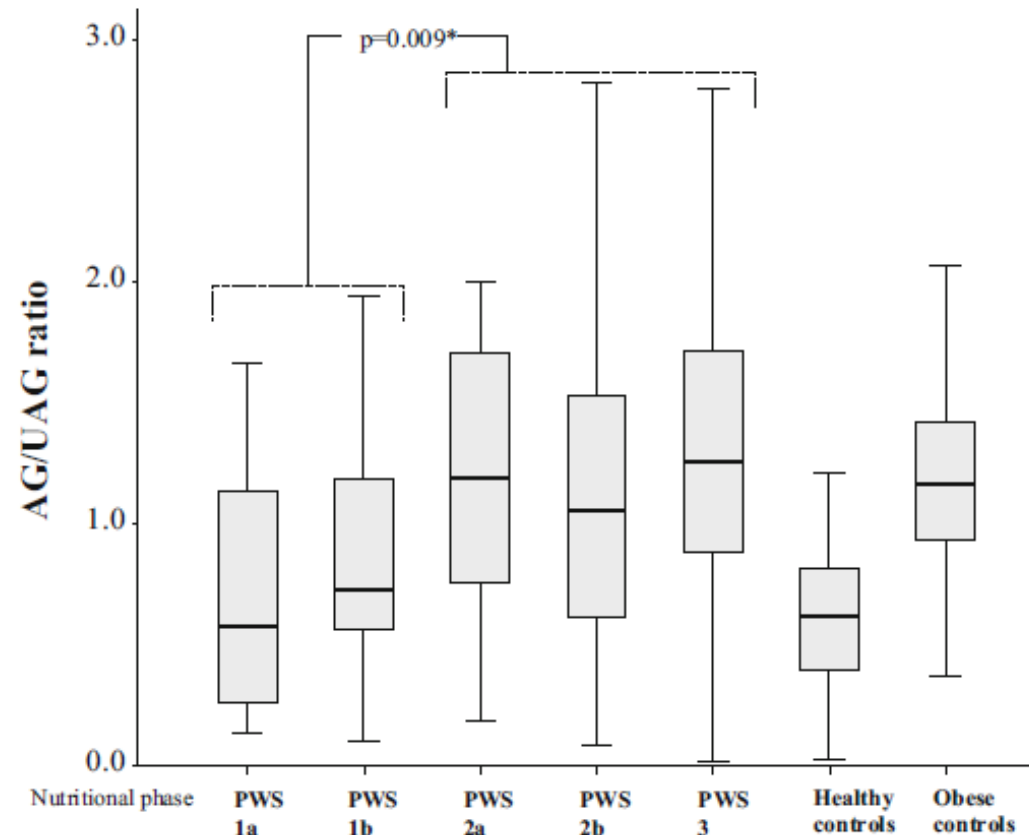 3.0
p=0.009*
2.0
AG/UAG ratio
1.0
0.0
Nutritional phase PWS PWS PWS PWS PWS Healthy Obese
1a 1b 2a 2b 3 controls controls